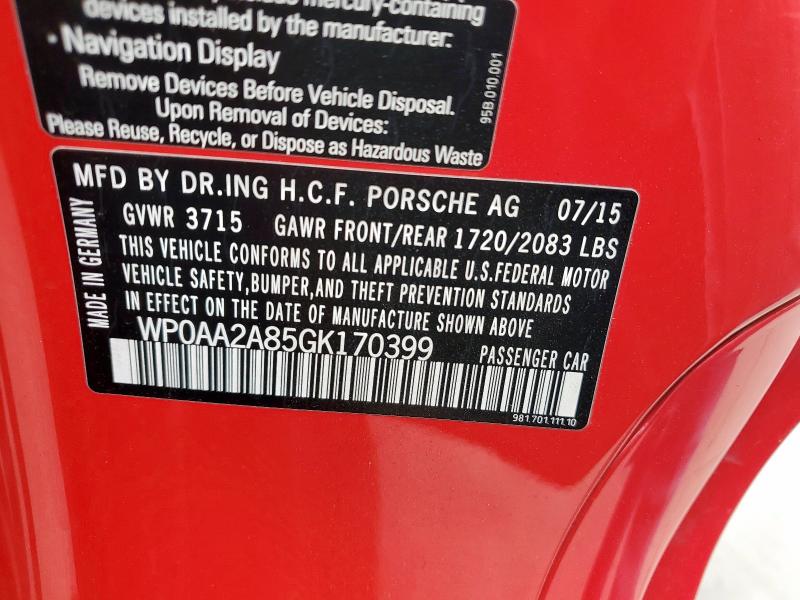 mercury-containing
devices installed by the manufacturer:
• Navigation Display
Remove Devices Before Vehicle Disposal.
Upon Removal of Devices:
Please Reuse, Recycle, or Dispose as Hazardous Waste
95B.010.001
MFD BY DR.ING H.C.F. PORSCHE AG 07/15
GVWR 3715 GAWR FRONT/REAR 1720/2083 LBS
THIS VEHICLE CONFORMS TO ALL APPLICABLE U.S.FEDERAL MOTOR
VEHICLE SAFETY,BUMPER,AND THEFT PREVENTION STANDARDS
IN EFFECT ON THE DATE OF MANUFACTURE SHOWN ABOVE
MADE IN GERMANY
WP0AA2A85GK170399 PASSENGER CAR
981.701.111.10